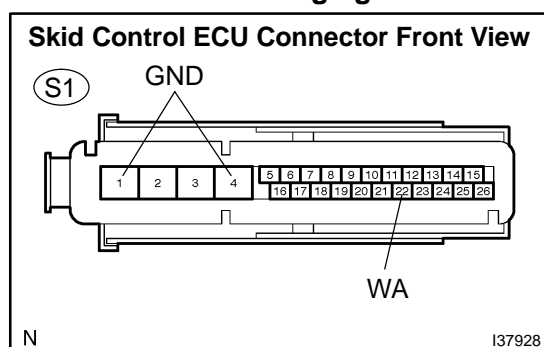 Skid Control ECU Connector Front View
S1
GND
1 2 3 4 5 6 7 8 9 10 11 12 13 14 15
16 17 18 19 20 21 22 23 24 25 26
WA
N I37928